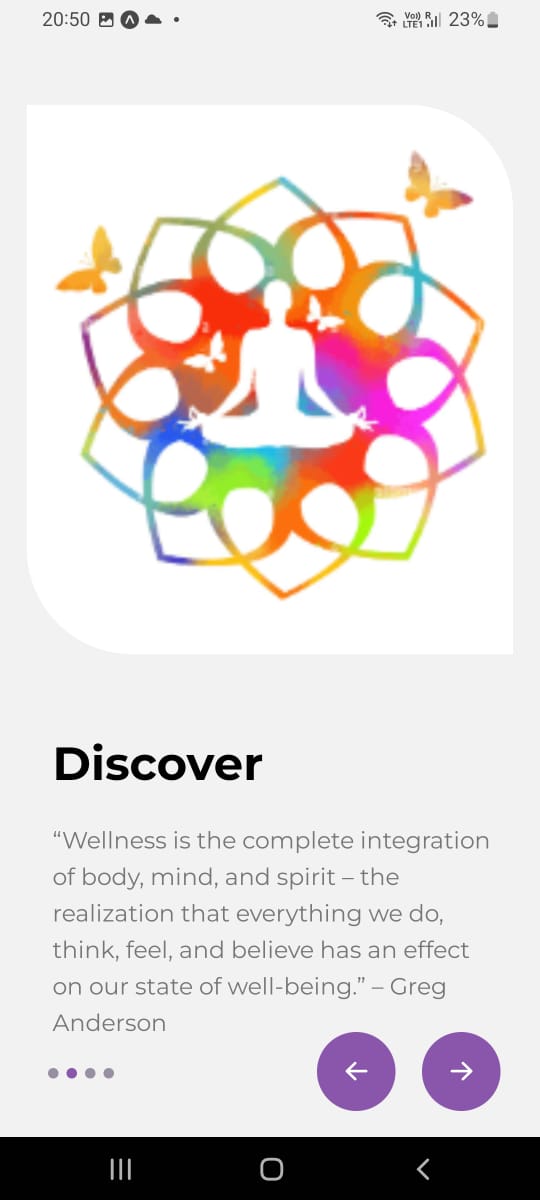 20:50
Vo)) R
LTE1
23%
Discover
“Wellness is the complete integration
of body, mind, and spirit – the
realization that everything we do,
think, feel, and believe has an effect
on our state of well-being.” – Greg
Anderson